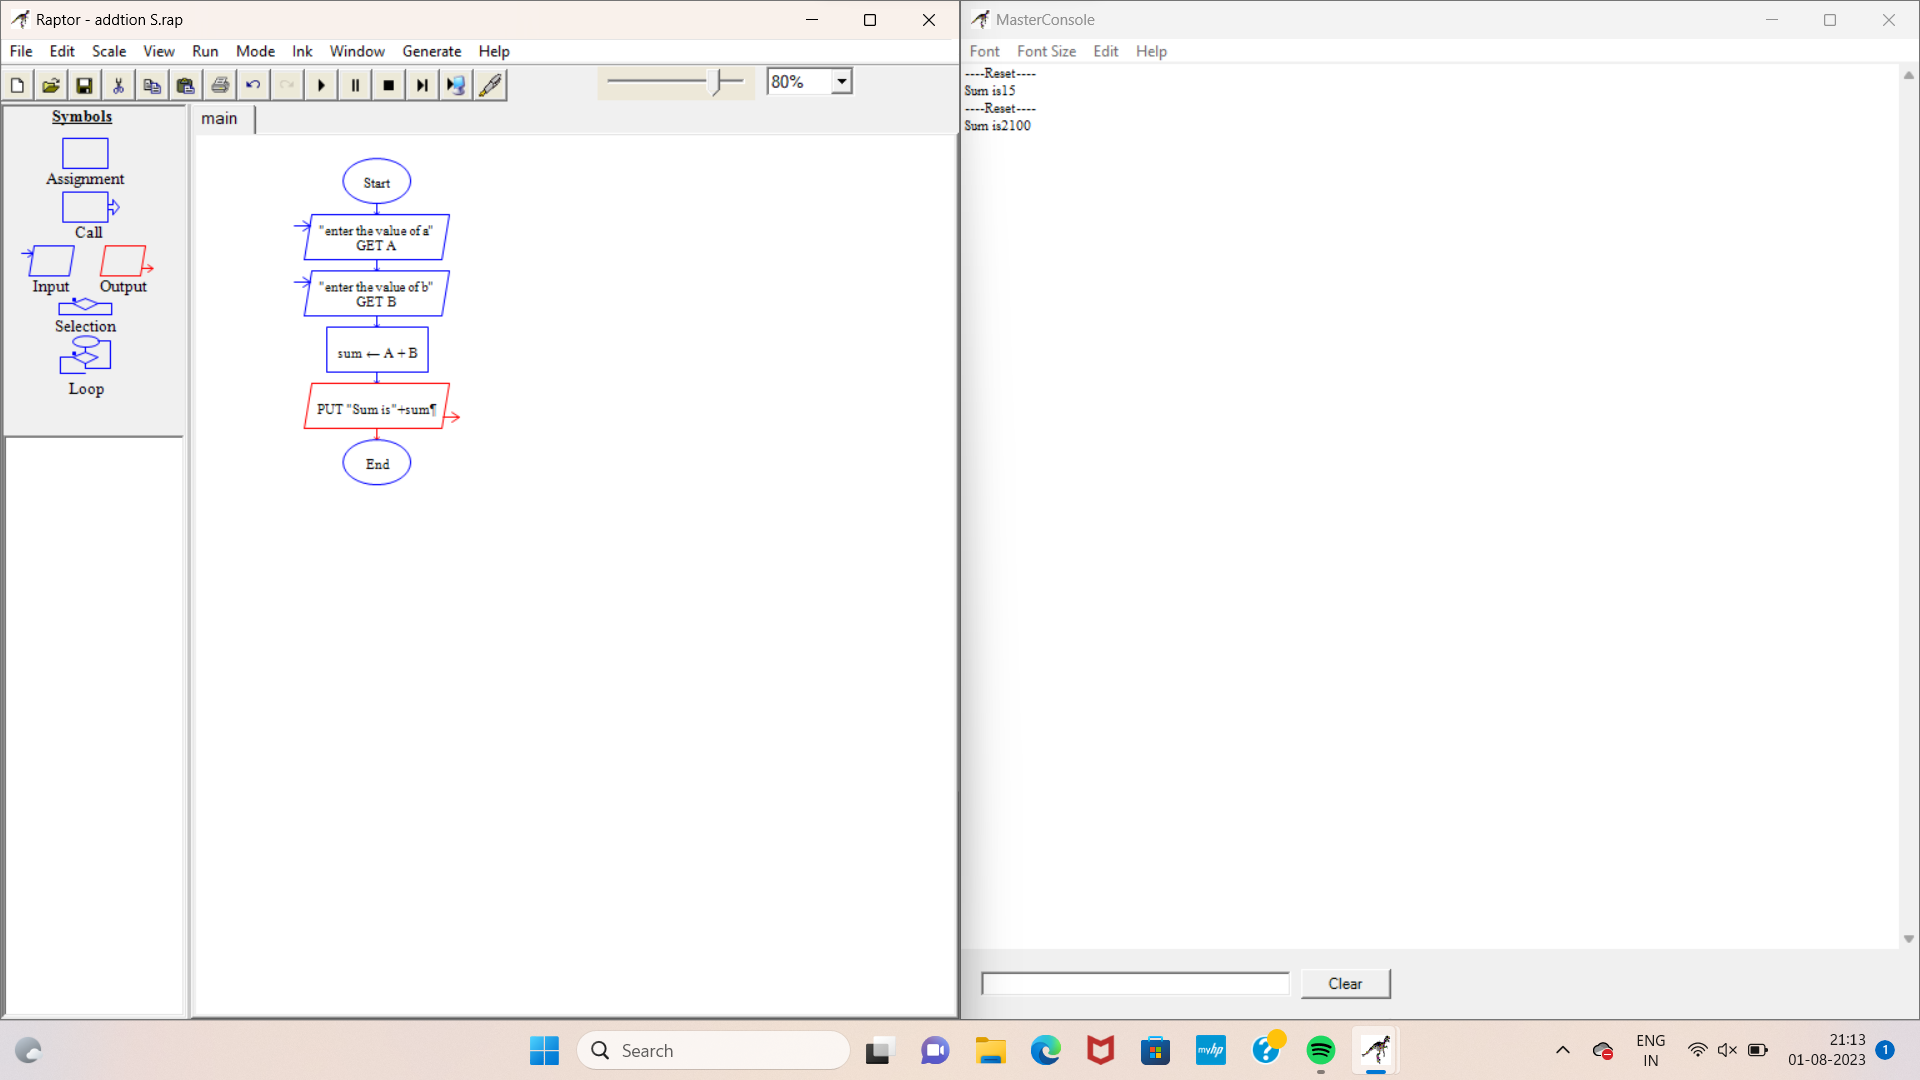 Raptor - addtion S.rap
File Edit Scale View Run Mode Ink Window Generate Help
80%
Symbols
Assignment
Call
Input Output
Selection
Loop
main
Start
"enter the value of a"
GET A
"enter the value of b"
GET B
sum ← A + B
PUT "Sum is"+sum¶
End
MasterConsole
Font Font Size Edit Help
----Reset----
Sum is15
----Reset----
Sum is2100
Clear
Search
myhp
ENG
IN
21:13
01-08-2023
1